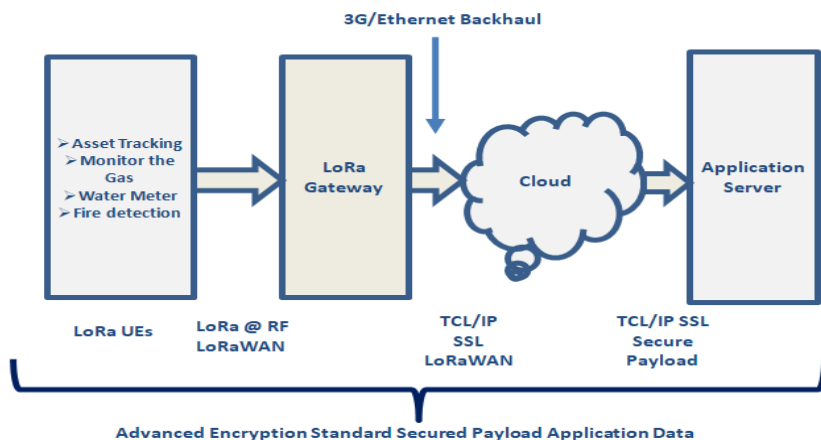 3G/Ethernet Backhaul
➢ Asset Tracking
➢ Monitor the
Gas
➢ Water Meter
➢ Fire detection
LoRa
Gateway
Cloud
Application
Server
LoRa UEs
LoRa @ RF
LoRaWAN
TCL/IP
SSL
LoRaWAN
TCL/IP SSL
Secure
Payload
Advanced Encryption Standard Secured Payload Application Data